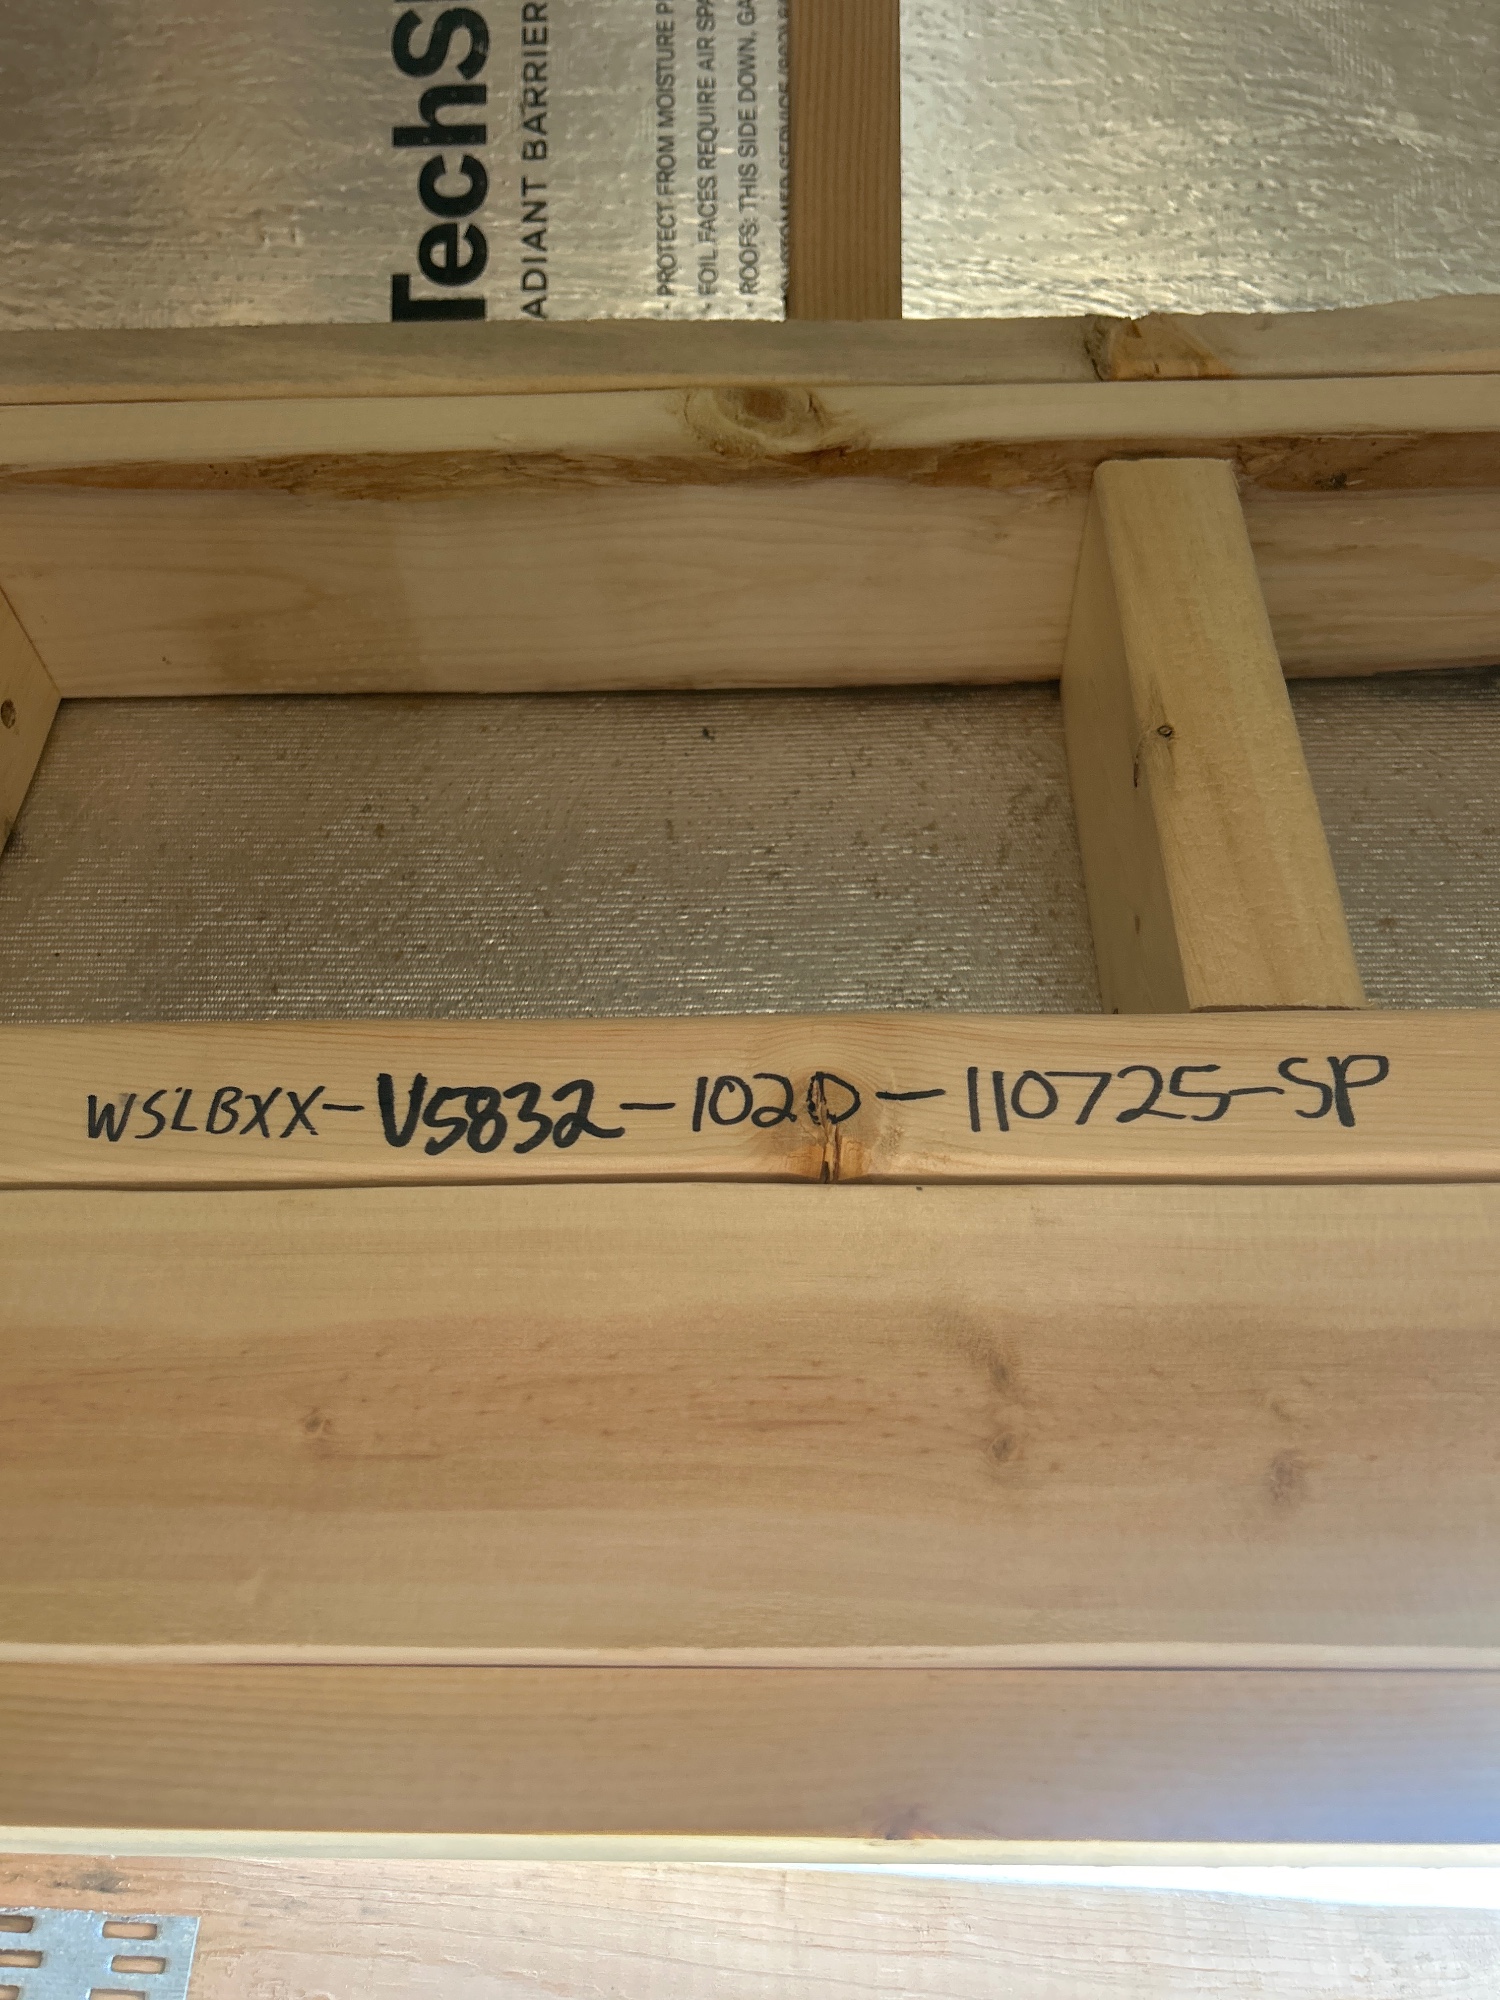 TechS
ADIANT BARRIER
- PROTECT FROM MOISTURE P
- FOIL FACES REQUIRE AIR SPA
- ROOFS: THIS SIDE DOWN, GA
WSLBXX-V5832-102D-110725-SP